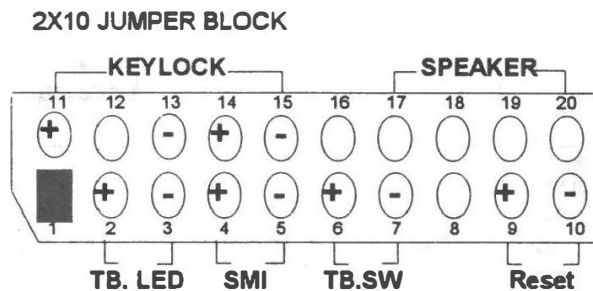 2X10 JUMPER BLOCK
KEYLOCK SPEAKER
11 12 13 14 15 16 17 18 19 20
+ - + -
+ - + - + - + -
1 2 3 4 5 6 7 8 9 10
TB. LED SMI TB.SW Reset